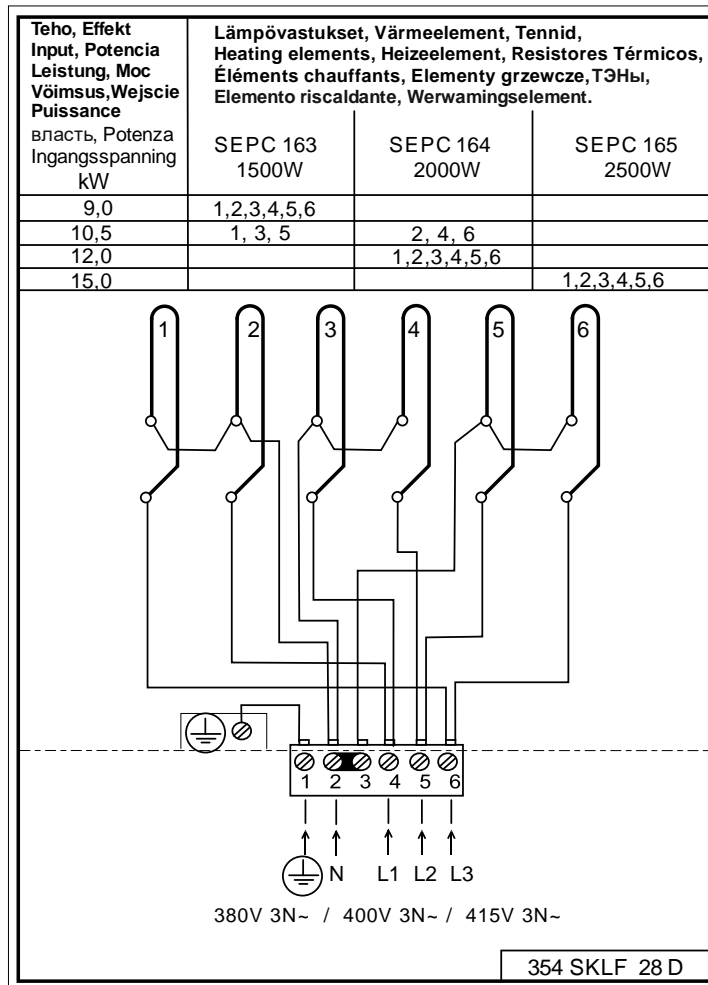 Teho, Effekt
Input, Potencia
Leistung, Moc
Vöimsus,Wejscie
Puissance
власть, Potenza
Ingangsspanning
kW
Lämpövastukset, Värmeelement, Tennid,
Heating elements, Heizeelement, Resistores Térmicos,
Éléments chauffants, Elementy grzewcze,ТЭНы,
Elemento riscaldante, Werwamingselement.
SEPC 163
1500W
SEPC 164
2000W
SEPC 165
2500W
9,0 1,2,3,4,5,6
10,5 1, 3, 5 2, 4, 6
12,0 1,2,3,4,5,6
15,0 1,2,3,4,5,6
1 2 3 4 5 6
1 2 3 4 5 6
N L1 L2 L3
380V 3N~ / 400V 3N~ / 415V 3N~
354 SKLF 28 D